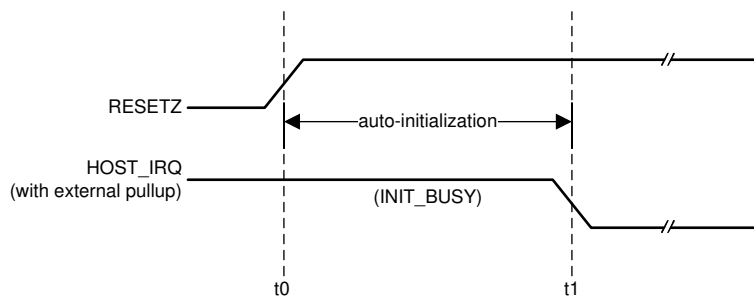 RESETZ
auto-initialization
HOST_IRQ
(with external pullup)
(INIT_BUSY)
t0
t1